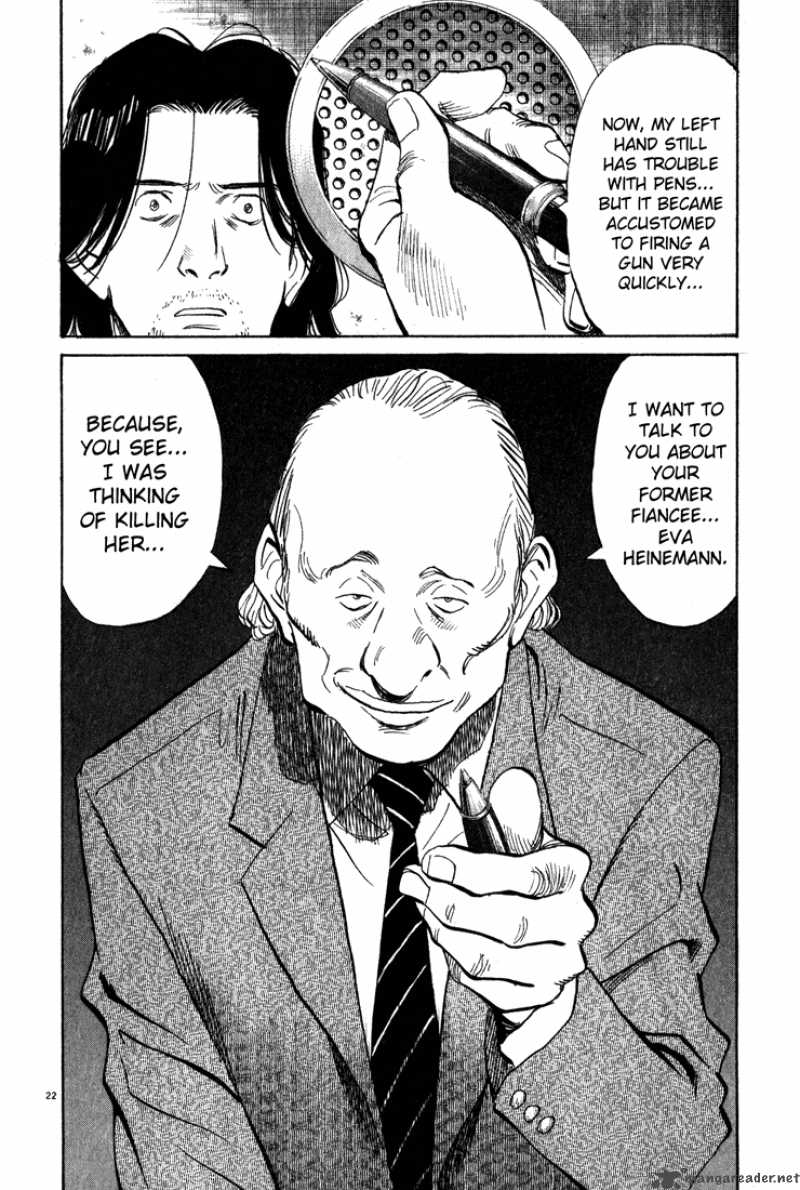 NOW, MY LEFT
HAND STILL
HAS TROUBLE
WITH PENS...
BUT IT BECAME
ACCUSTOMED
TO FIRING A
GUN VERY
QUICKLY...
I WANT TO
TALK TO
YOU ABOUT
YOUR
FORMER
FIANCEE...
EVA
HEINEMANN.
BECAUSE,
YOU SEE...
I WAS
THINKING
OF KILLING
HER...
22
mangareader.net